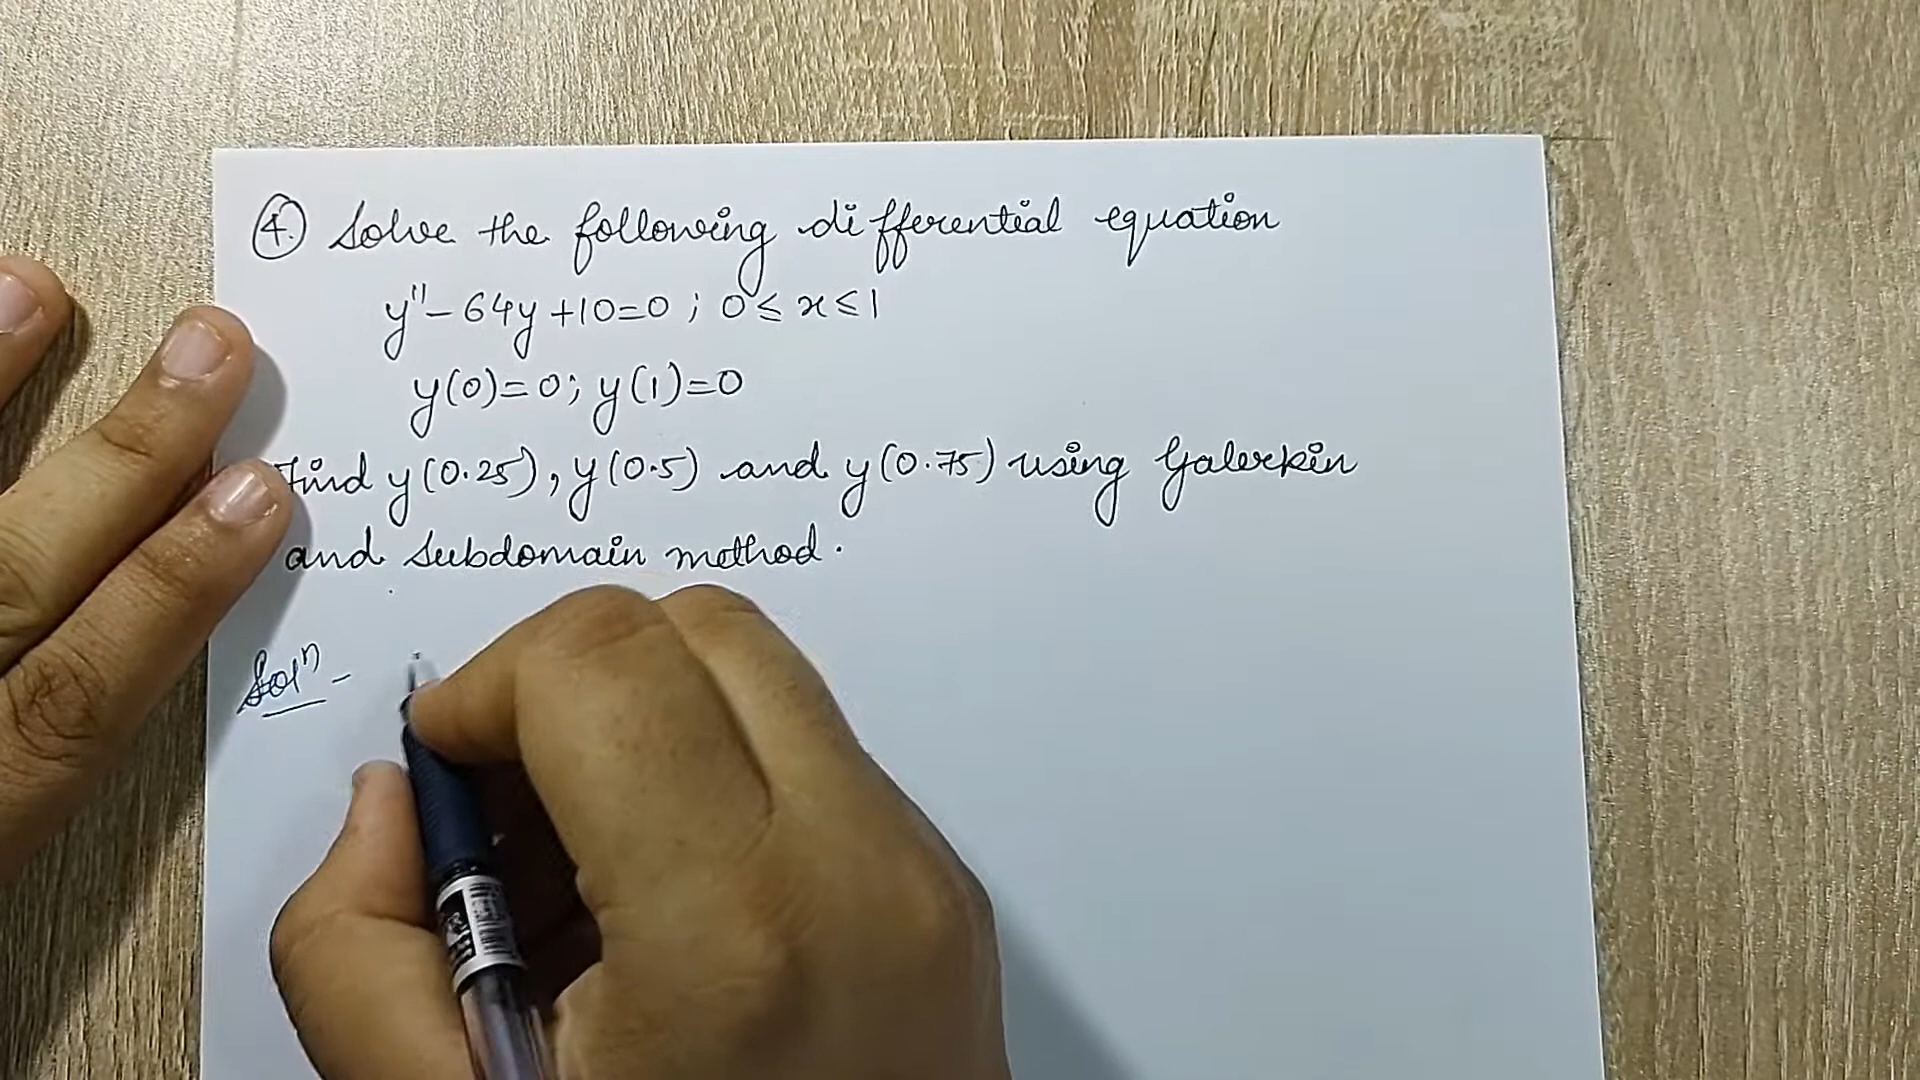 ④. Solve the following differential equation
y" - 64y + 10 = 0 ; 0 ≤ x ≤ 1
y(0) = 0; y(1) = 0
Find y(0.25), y(0.5) and y(0.75) using Galerkin
and Subdomain method.
Solⁿ -